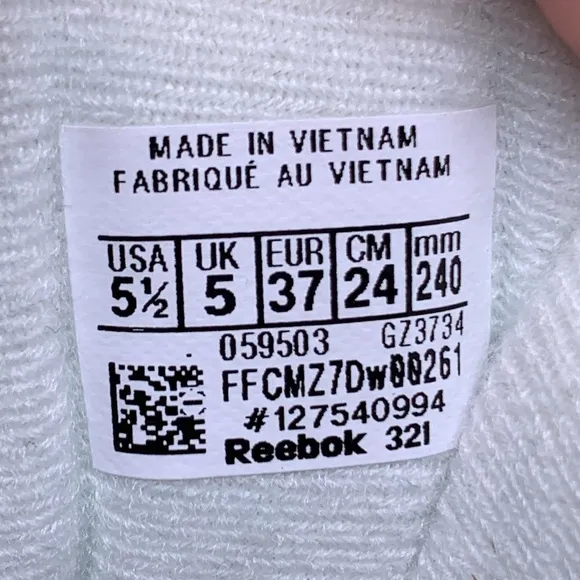 MADE IN VIETNAM
FABRIQUÉ AU VIETNAM
USA UK EUR CM mm
5½ 5 37 24 240
059503 GZ3734
FFCMZ7Dw00261
#127540994
Reebok 32I